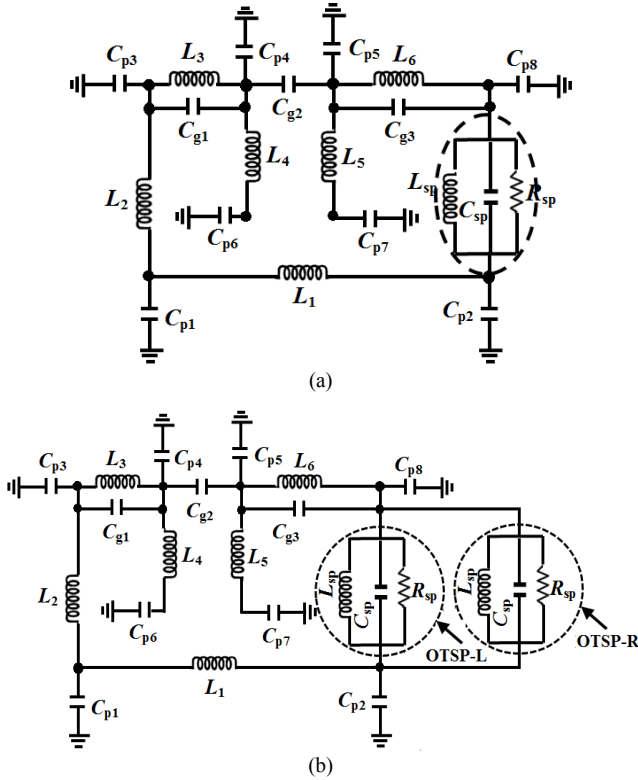 Cp3 L3 Cp4 Cp5 L6 Cp8
Cg1 Cg2 Cg3
L2 L4 L5 Lsp Csp Rsp
Cp6 Cp7
L1
Cp1 Cp2
(a)
Cp3 L3 Cp4 Cp5 L6 Cp8
Cg1 Cg2 Cg3
L2 L4 L5 Lsp Csp Rsp Lsp Csp Rsp
Cp6 Cp7
OTSP-L OTSP-R
L1
Cp1 Cp2
(b)